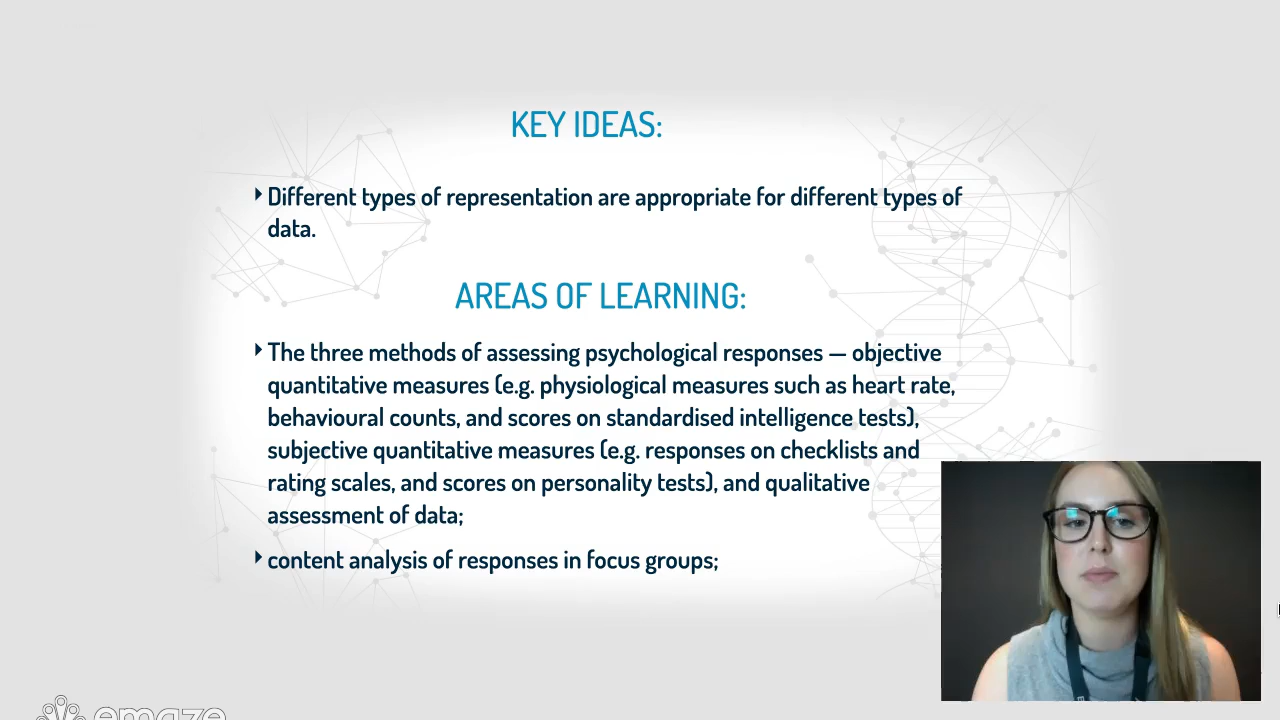 KEY IDEAS:
Different types of representation are appropriate for different types of
data.
AREAS OF LEARNING:
The three methods of assessing psychological responses — objective
quantitative measures (e.g. physiological measures such as heart rate,
behavioural counts, and scores on standardised intelligence tests),
subjective quantitative measures (e.g. responses on checklists and
rating scales, and scores on personality tests), and qualitative
assessment of data;
content analysis of responses in focus groups;
emaze